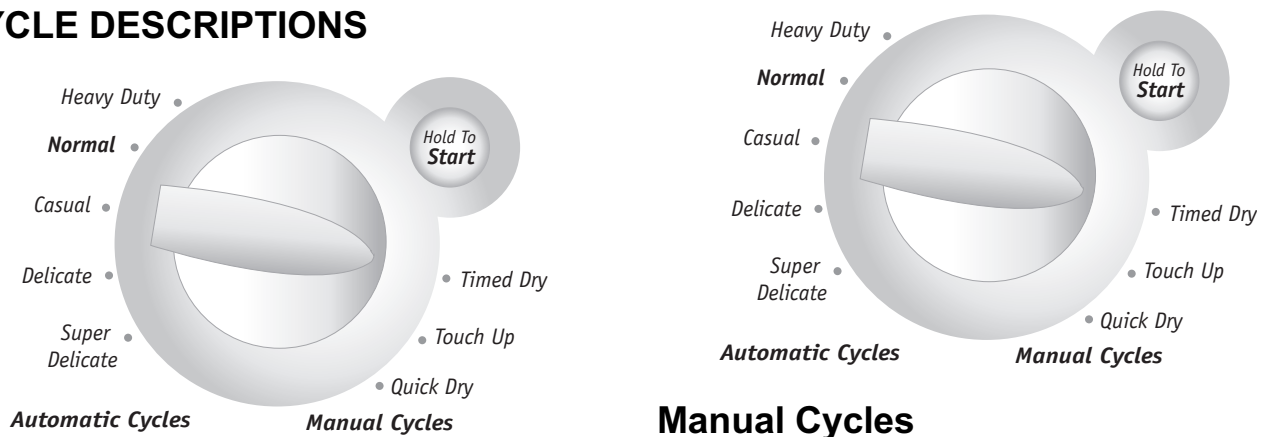 YCLE DESCRIPTIONS
Heavy Duty
Normal
Casual
Delicate
Super
Delicate
Automatic Cycles
Hold To
Start
Timed Dry
Touch Up
Quick Dry
Manual Cycles
Heavy Duty
Normal
Casual
Delicate
Super
Delicate
Automatic Cycles
Hold To
Start
Timed Dry
Touch Up
Quick Dry
Manual Cycles
Manual Cycles